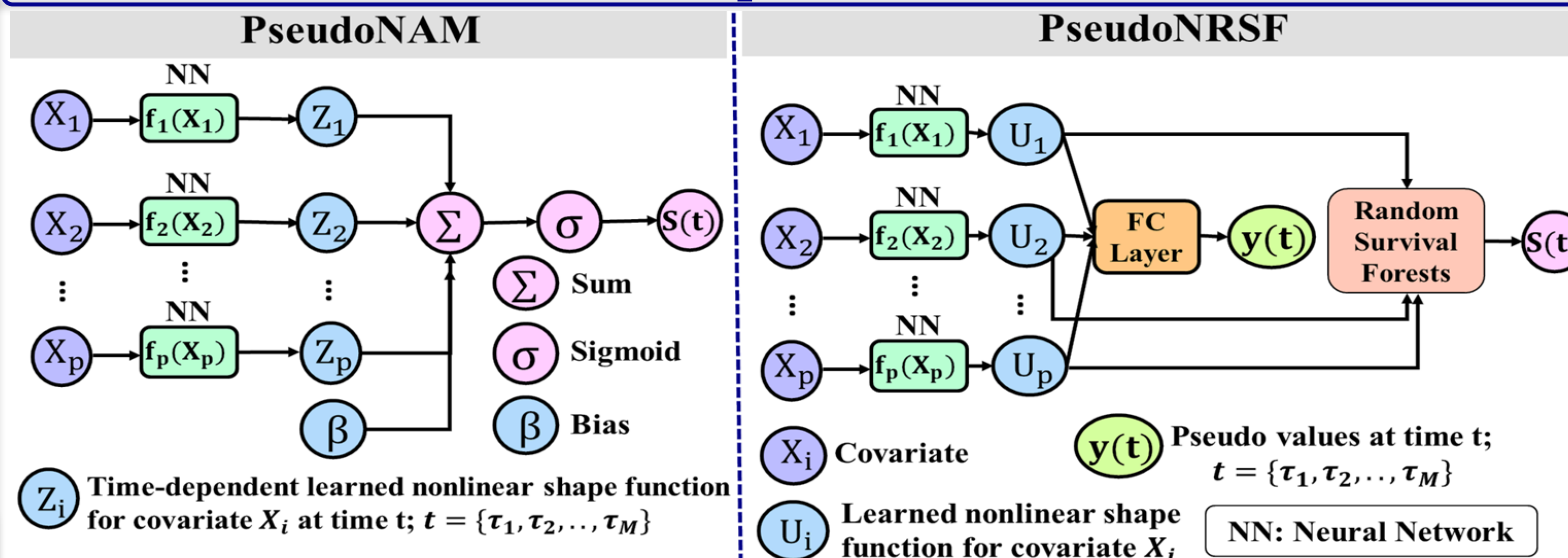 PseudoNAM
NN
X₁
f₁(X₁)
Z₁
NN
X₂
f₂(X₂)
Z₂
Σ
σ
S(t)
⋮
⋮
⋮
NN
Xₚ
fₚ(Xₚ)
Zₚ
β
Σ Sum
σ Sigmoid
β Bias
Zᵢ Time-dependent learned nonlinear shape function
for covariate Xᵢ at time t; t = {τ₁, τ₂, . . , τ_M}
PseudoNRSF
NN
X₁
f₁(X₁)
U₁
NN
X₂
f₂(X₂)
U₂
FC
Layer
y(t)
Random
Survival
Forests
S(t)
⋮
⋮
⋮
NN
Xₚ
fₚ(Xₚ)
Uₚ
Xᵢ Covariate
y(t) Pseudo values at time t;
t = {τ₁, τ₂, . . , τ_M}
Uᵢ Learned nonlinear shape
function for covariate Xᵢ
NN: Neural Network